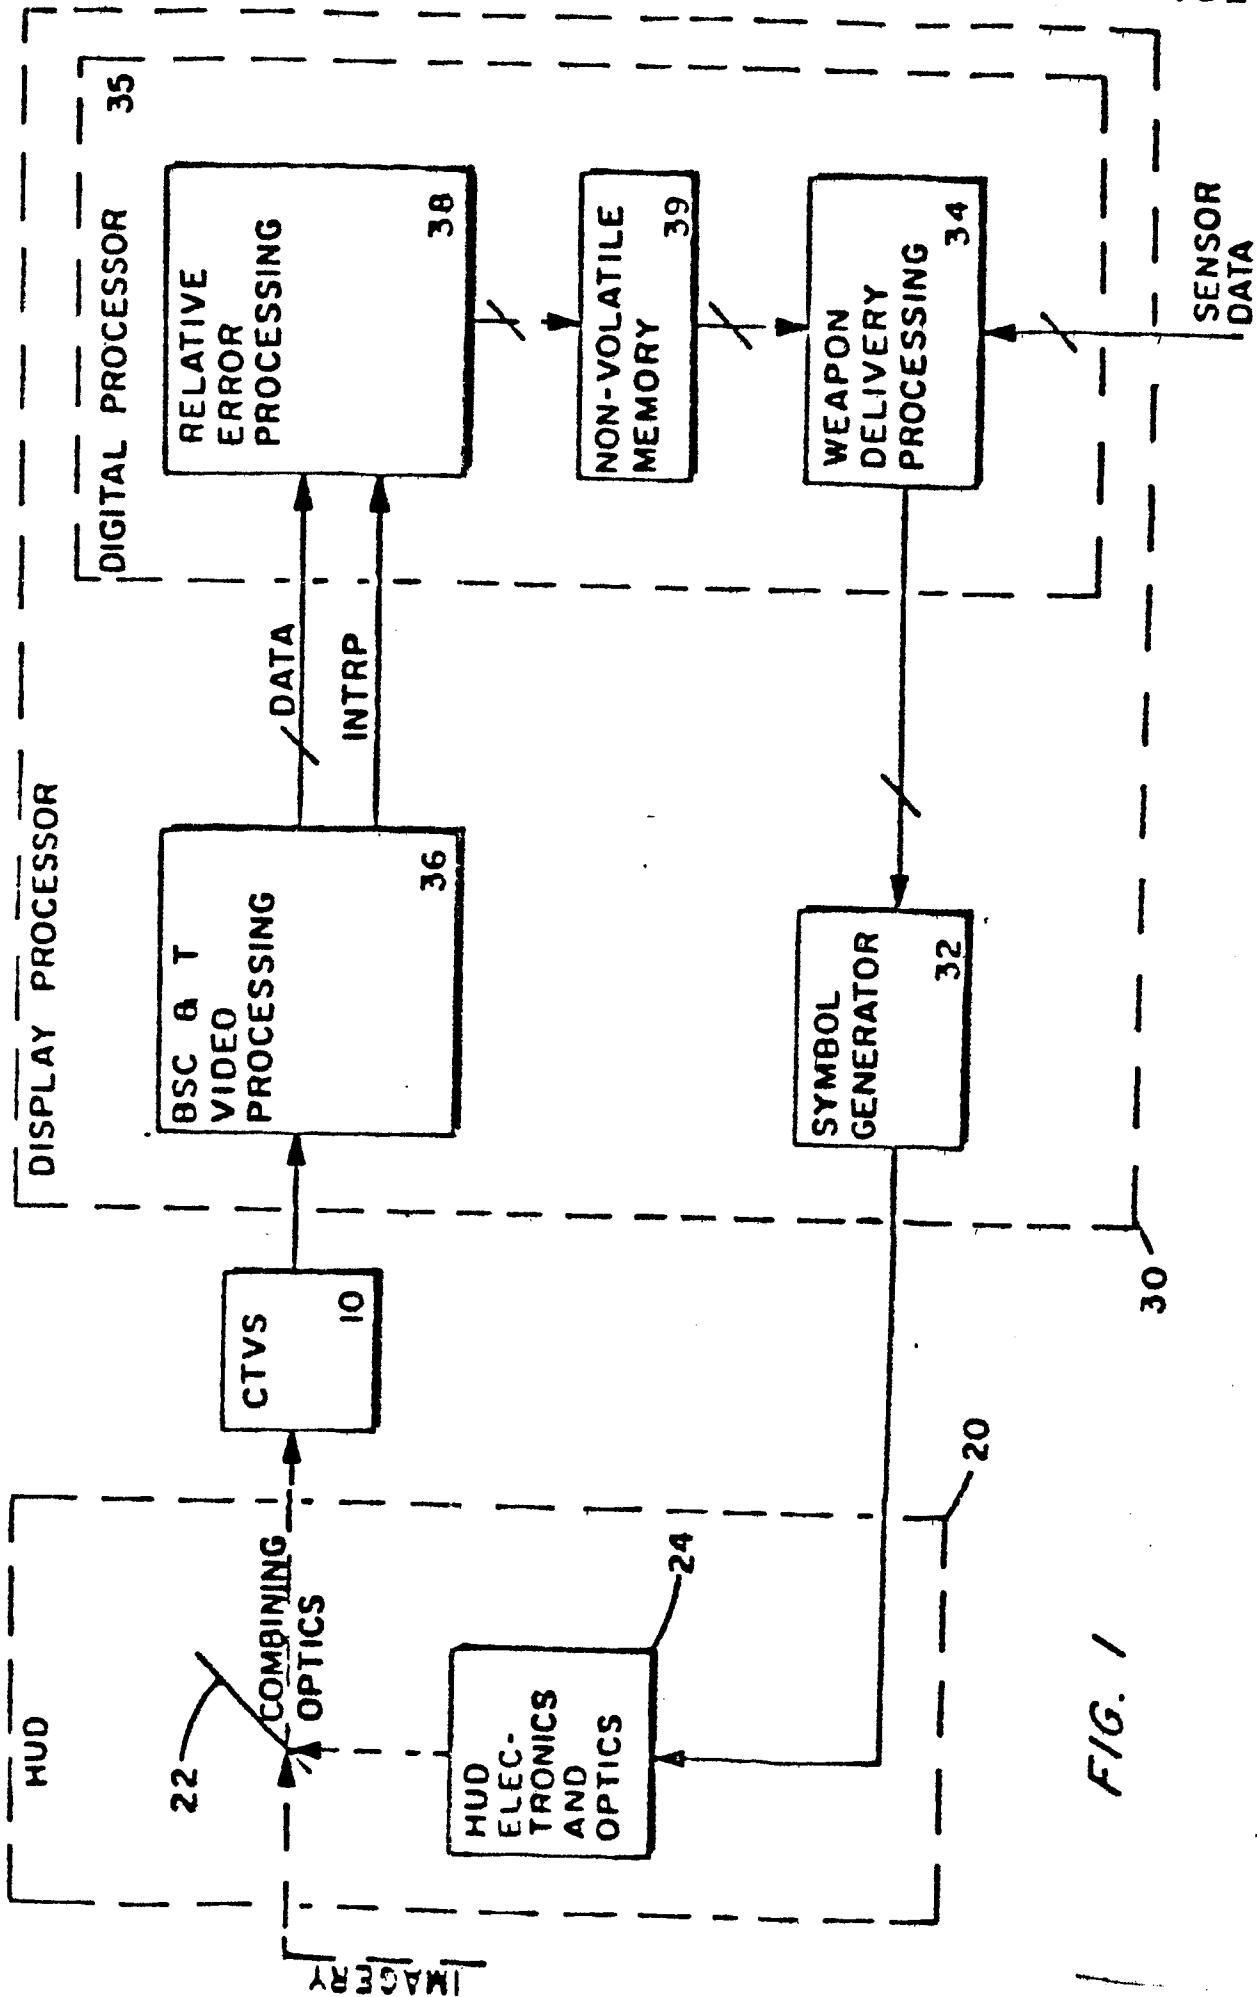 HUD
22
COMBINING
OPTICS
IMAGERY
HUD
ELEC-
TRONICS
AND
OPTICS
24
20
CTVS
10
DISPLAY PROCESSOR
30
BSC & T
VIDEO
PROCESSING
36
DATA
INTRP
SYMBOL
GENERATOR
32
DIGITAL PROCESSOR
35
RELATIVE
ERROR
PROCESSING
38
NON-VOLATILE
MEMORY
39
WEAPON
DELIVERY
PROCESSING
34
SENSOR
DATA
FIG. 1